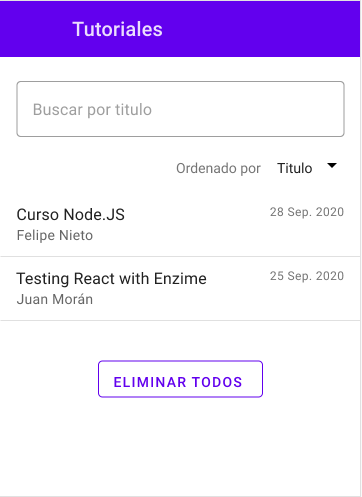 Tutoriales
Buscar por titulo
Ordenado por Titulo
Curso Node.JS 28 Sep. 2020
Felipe Nieto
Testing React with Enzime 25 Sep. 2020
Juan Morán
ELIMINAR TODOS